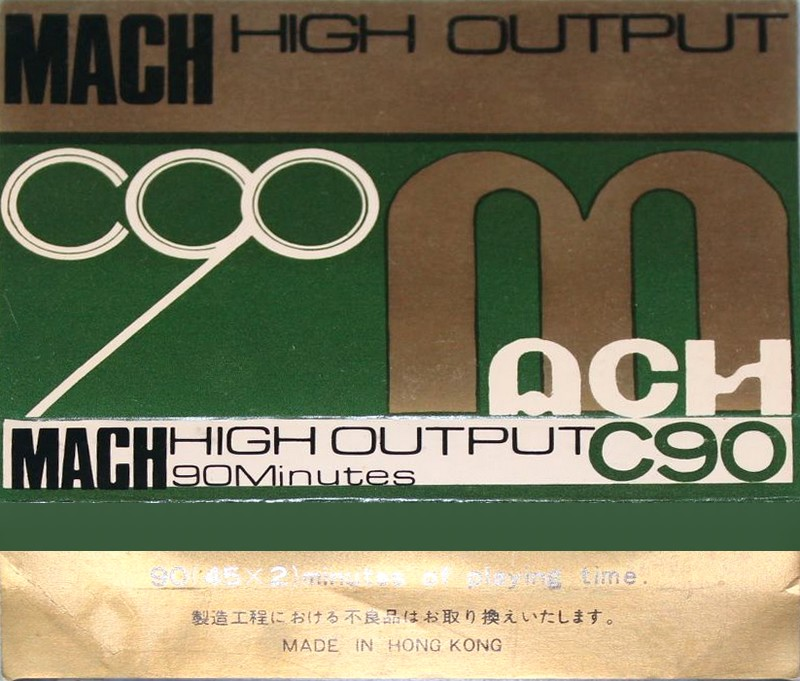 MACH HIGH OUTPUT
C90
mACH
MACH HIGH OUTPUT C90
90Minutes
90(45×2)minutes of playing time.
製造工程における不良品はお取り換えいたします。
MADE IN HONG KONG